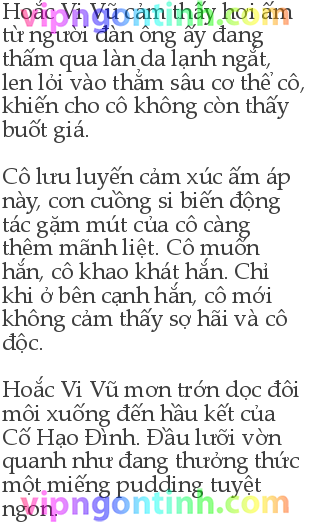 Hoắc Vi Vũ cảm thấy hơi ấm
từ người đàn ông ấy đang
thấm qua làn da lạnh ngắt,
len lỏi vào thẳm sâu cơ thể cô,
khiến cho cô không còn thấy
buốt giá.
Cô lưu luyến cảm xúc ấm áp
này, cơn cuồng si biến động
tác gặm mút của cô càng
thêm mãnh liệt. Cô muốn
hắn, cô khao khát hắn. Chỉ
khi ở bên cạnh hắn, cô mới
không cảm thấy sợ hãi và cô
độc.
Hoắc Vi Vũ mơn trớn dọc đôi
môi xuống đến hầu kết của
Cố Hạo Đình. Đầu lưỡi vờn
quanh như đang thưởng thức
một miếng pudding tuyệt
ngon.
vipngontinh.com
vipngontinh.com